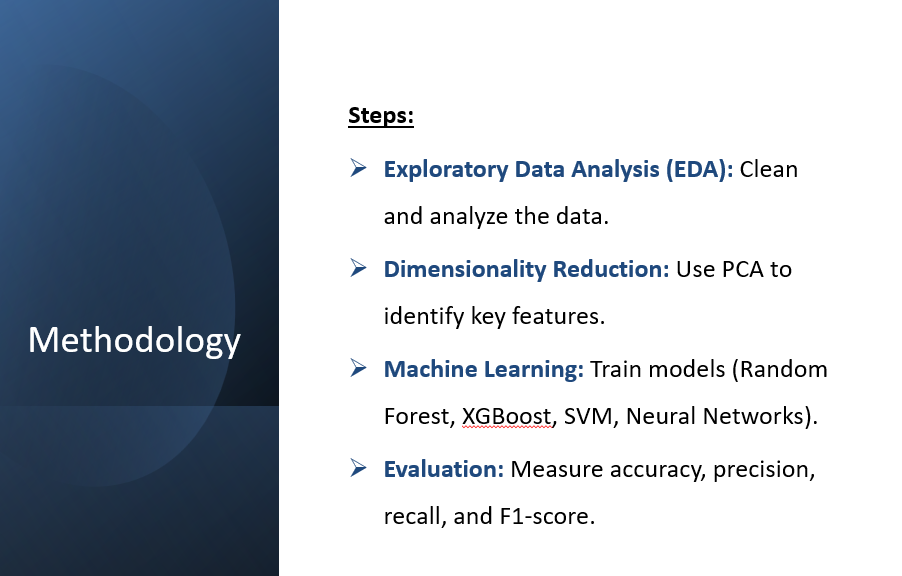 Methodology
Steps:
➢ Exploratory Data Analysis (EDA): Clean
and analyze the data.
➢ Dimensionality Reduction: Use PCA to
identify key features.
➢ Machine Learning: Train models (Random
Forest, XGBoost, SVM, Neural Networks).
➢ Evaluation: Measure accuracy, precision,
recall, and F1-score.